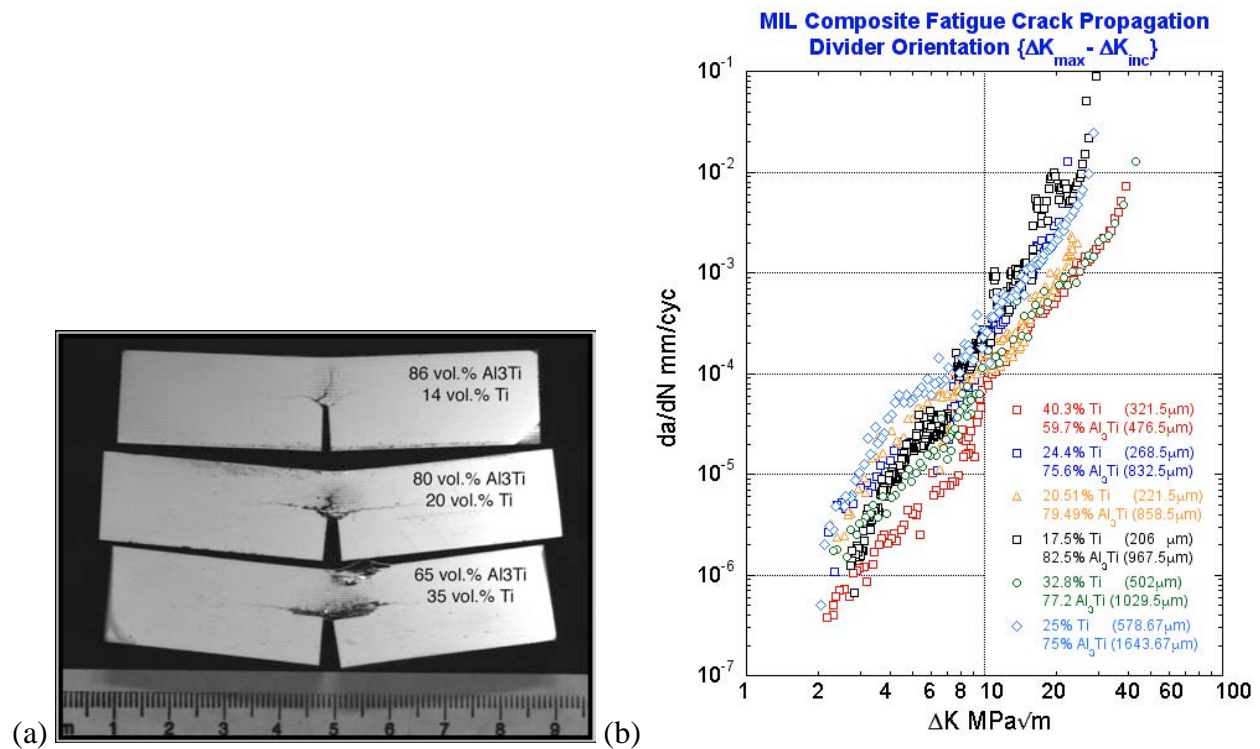 86 vol.% Al3Ti
14 vol.% Ti
80 vol.% Al3Ti
20 vol.% Ti
65 vol.% Al3Ti
35 vol.% Ti
m 1 2 3 4 5 6 7 8 9
(a)
MIL Composite Fatigue Crack Propagation
Divider Orientation {ΔKmax - ΔKinc}
da/dN mm/cyc
10^-1
10^-2
10^-3
10^-4
10^-5
10^-6
10^-7
40.3% Ti (321.5μm)
59.7% Al3Ti (476.5μm)
24.4% Ti (268.5μm)
75.6% Al3Ti (832.5μm)
20.51% Ti (221.5μm)
79.49% Al3Ti (858.5μm)
17.5% Ti (206 μm)
82.5% Al3Ti (967.5μm)
32.8% Ti (502μm)
77.2 Al3Ti (1029.5μm)
25% Ti (578.67μm)
75% Al3Ti (1643.67μm)
1 2 4 6 8 10 20 40 60 100
ΔK MPa√m
(b)